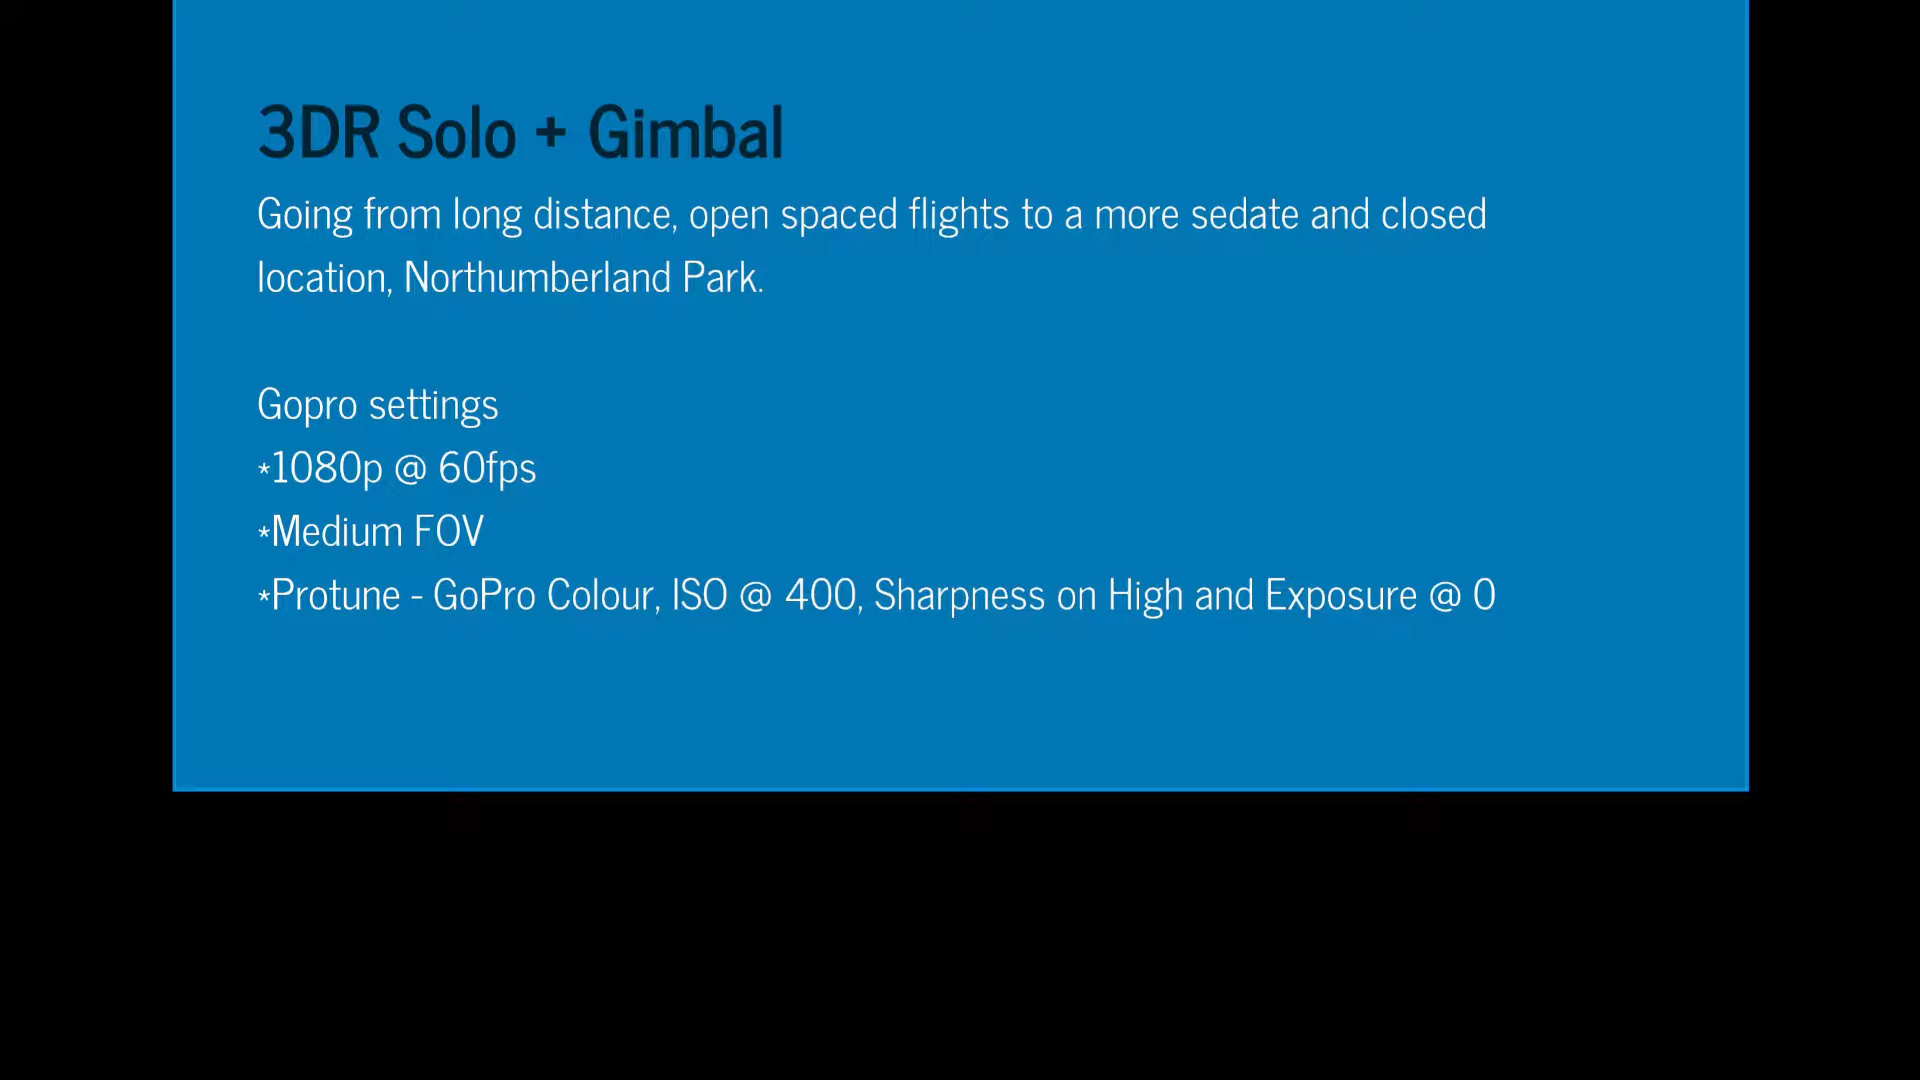 3DR Solo + Gimbal
Going from long distance, open spaced flights to a more sedate and closed
location, Northumberland Park.
Gopro settings
*1080p @ 60fps
*Medium FOV
*Protune - GoPro Colour, ISO @ 400, Sharpness on High and Exposure @ 0